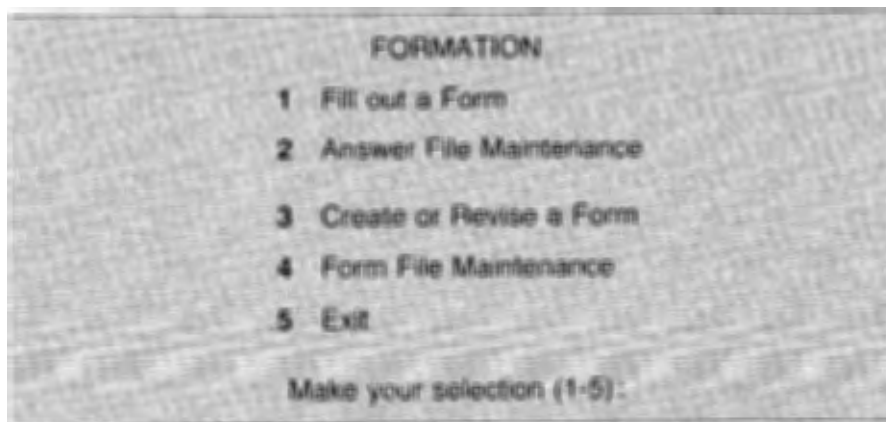 FORMATION
1 Fill out a Form
2 Answer File Maintenance
3 Create or Revise a Form
4 Form File Maintenance
5 Exit
Make your selection (1-5):